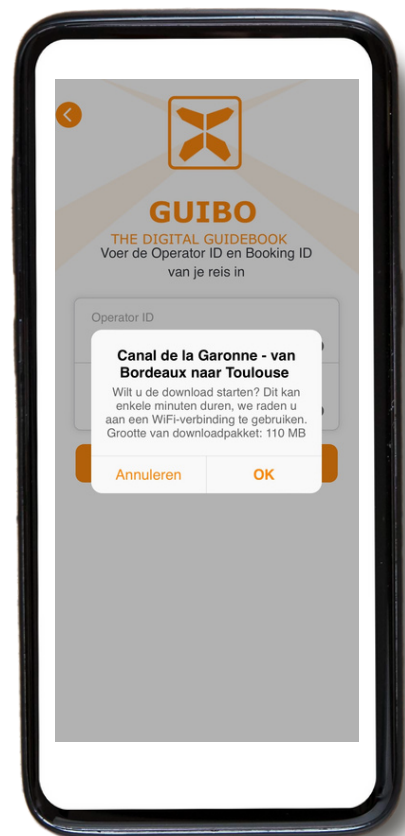 GUIBO
THE DIGITAL GUIDEBOOK
Voer de Operator ID en Booking ID
van je reis in
Operator ID
Canal de la Garonne - van
Bordeaux naar Toulouse
Wilt u de download starten? Dit kan
enkele minuten duren, we raden u
aan een WiFi-verbinding te gebruiken.
Grootte van downloadpakket: 110 MB
Annuleren
OK